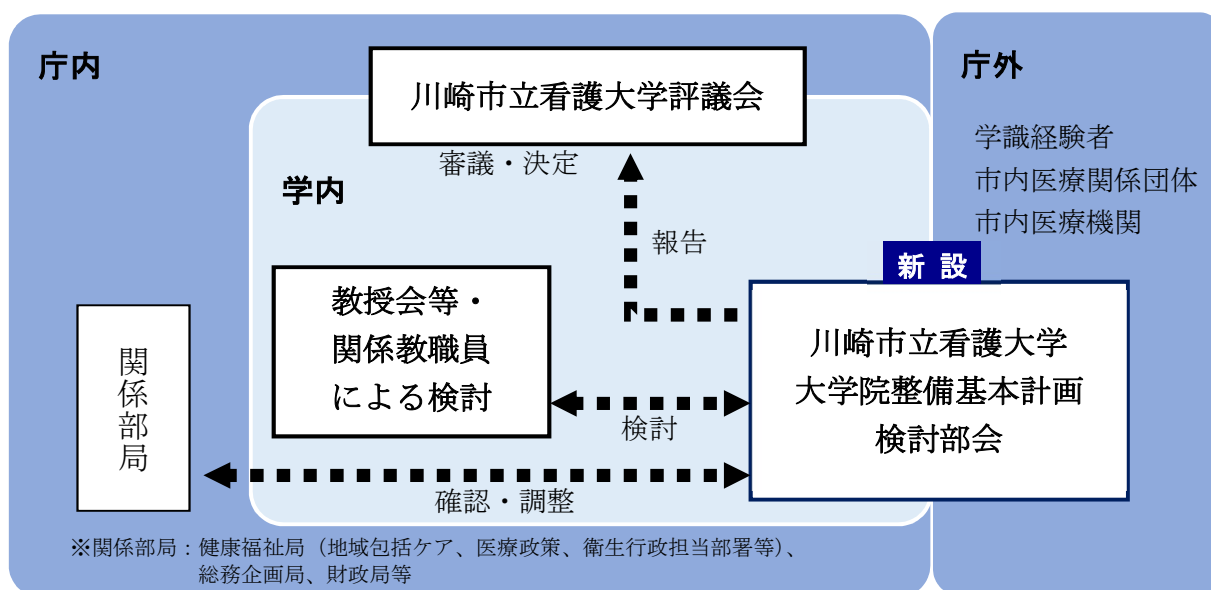 庁内
庁外
川崎市立看護大学評議会
審議・決定
学識経験者
市内医療関係団体
市内医療機関
学内
報告
新 設
教授会等・
関係教職員
による検討
川崎市立看護大学
大学院整備基本計画
検討部会
関係部局
検討
確認・調整
※関係部局：健康福祉局（地域包括ケア、医療政策、衛生行政担当部署等）、
総務企画局、財政局等